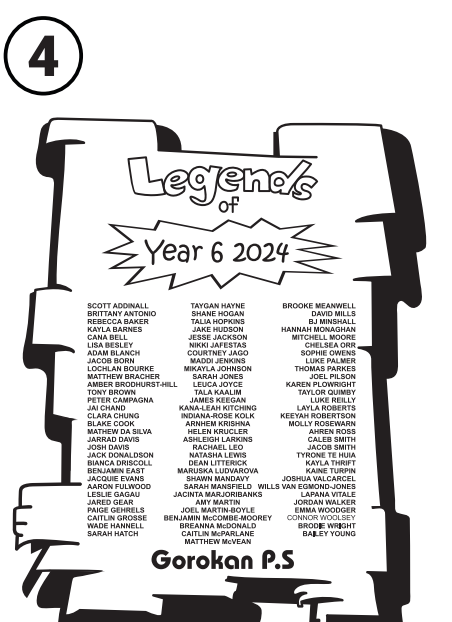 4
Legends
of
Year 6 2024
SCOTT ADDINALL
BRITTANY ANTONIO
REBECCA BAKER
KAYLA BARNES
CANA BELL
LISA BESLEY
ADAM BLANCH
JACOB BORN
LOCHLAN BOURKE
MATTHEW BRACHER
AMBER BRODHURST-HILL
TONY BROWN
PETER CAMPAGNA
JAI CHAND
CLARA CHUNG
BLAKE COOK
MATHEW DA SILVA
JARRAD DAVIS
JOSH DAVIS
JACK DONALDSON
BIANCA DRISCOLL
BENJAMIN EAST
JACQUIE EVANS
AARON FULWOOD
LESLIE GAGAU
JARED GEAR
PAIGE GEHRELS
CAITLIN GROSSE
WADE HANNELL
SARAH HATCH
TAYGAN HAYNE
SHANE HOGAN
TALIA HOPKINS
JAKE HUDSON
JESSE JACKSON
NIKKI JAFESTAS
COURTNEY JAGO
MADDI JENKINS
MIKAYLA JOHNSON
SARAH JONES
LEUCA JOYCE
TALA KAALIM
JAMES KEEGAN
KANA-LEAH KITCHING
INDIANA-ROSE KOLK
ARNHEM KRISHNA
HELEN KRUCLER
ASHLEIGH LARKINS
RACHAEL LEO
NATASHA LEWIS
DEAN LITTERICK
MARUSKA LUDVAROVA
SHAWN MANDAVY
SARAH MANSFIELD
JACINTA MARJORIBANKS
AMY MARTIN
JOEL MARTIN-BOYLE
BENJAMIN McCOMBE-MOOREY
BREANNA McDONALD
CAITLIN McPARLANE
MATTHEW McVEAN
BROOKE MEANWELL
DAVID MILLS
BJ MINSHALL
HANNAH MONAGHAN
MITCHELL MOORE
CHELSEA ORR
SOPHIE OWENS
LUKE PALMER
THOMAS PARKES
JOEL PILSON
KAREN PLOWRIGHT
TAYLOR QUIMBY
LUKE REILLY
LAYLA ROBERTS
KEEYAH ROBERTSON
MOLLY ROSEWARN
AHREN ROSS
CALEB SMITH
JACOB SMITH
TYRONE TE HUIA
KAYLA THRIFT
KAINE TURPIN
JOSHUA VALCARCEL
WILLS VAN EGMOND-JONES
LAPANA VITALE
JORDAN WALKER
EMMA WOODGER
CONNOR WOOLSEY
BRODIE WRIGHT
BAILEY YOUNG
Gorokan P.S